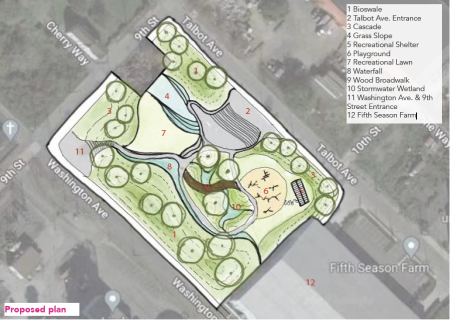 1 Bioswale
2 Talbot Ave. Entrance
3 Cascade
4 Grass Slope
5 Recreational Shelter
6 Playground
7 Recreational Lawn
8 Waterfall
9 Wood Broadwalk
10 Stormwater Wetland
11 Washington Ave. & 9th
Street Entrance
12 Fifth Season Farm
9th St
Talbot Ave
Cherry Way
1
4
3
2
7
11
8
10th St
Talbot Ave
9th St
Washington Ave
6
5
10
1
Fifth Season Farm
12
Washington
Proposed plan